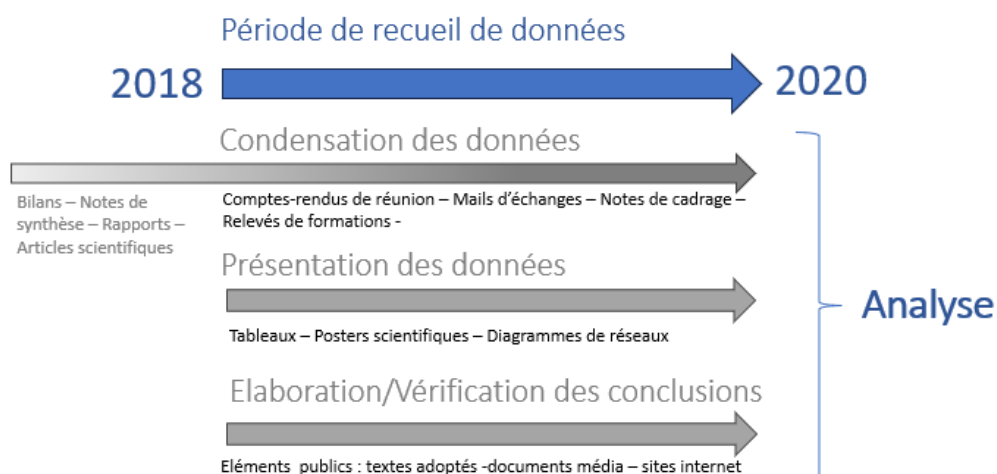 Période de recueil de données
2018
2020
Condensation des données
Bilans – Notes de
synthèse – Rapports –
Articles scientifiques
Comptes-rendus de réunion – Mails d'échanges – Notes de cadrage –
Relevés de formations -
Présentation des données
Tableaux – Posters scientifiques – Diagrammes de réseaux
Analyse
Elaboration/Vérification des conclusions
Eléments publics : textes adoptés -documents média – sites internet